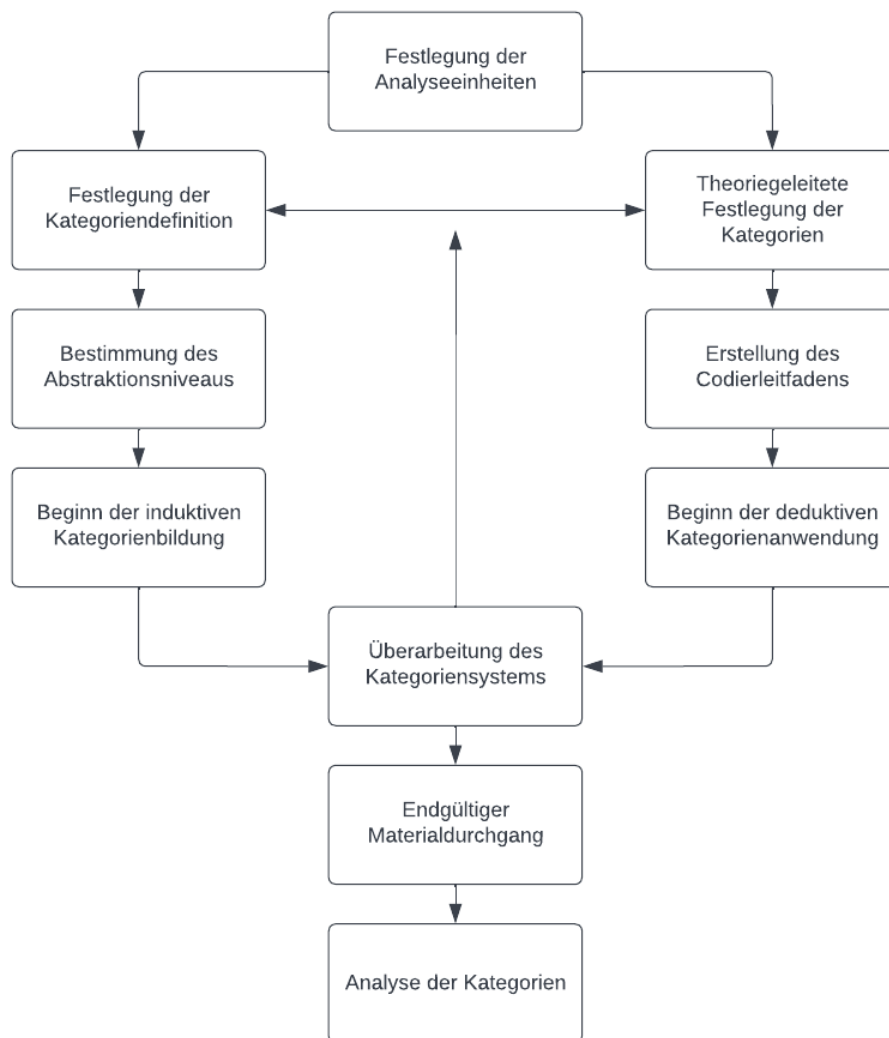 Festlegung der
Analyseeinheiten
Festlegung der
Kategoriendefinition
Theoriegeleitete
Festlegung der
Kategorien
Bestimmung des
Abstraktionsniveaus
Erstellung des
Codierleitfadens
Beginn der induktiven
Kategorienbildung
Beginn der deduktiven
Kategorienanwendung
Überarbeitung des
Kategoriensystems
Endgültiger
Materialdurchgang
Analyse der Kategorien